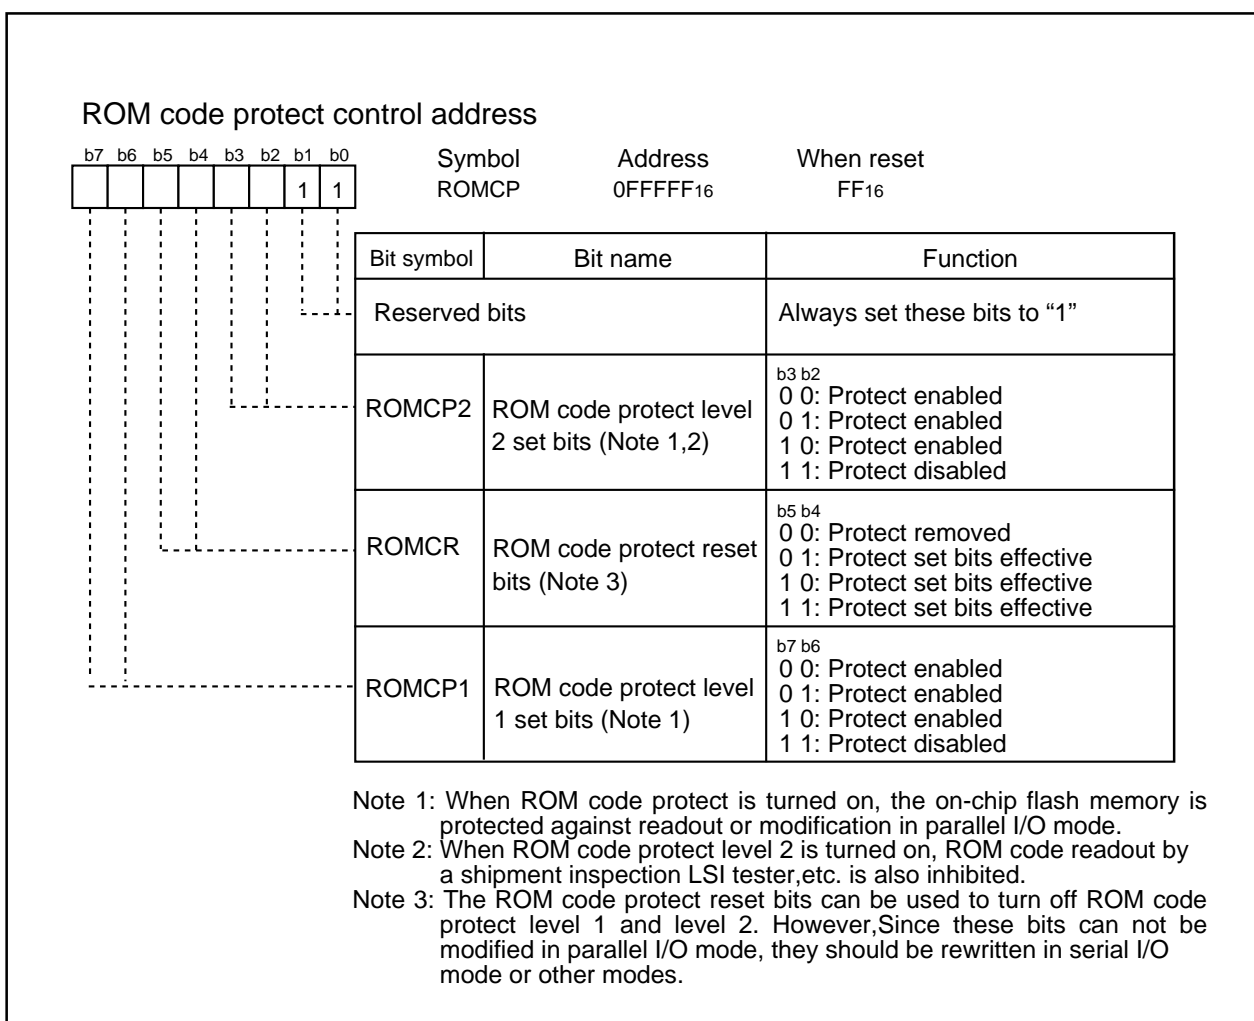 ROM code protect control address
b7 b6 b5 b4 b3 b2 b1 b0
Symbol Address When reset
1 1 ROMCP 0FFFFF16 FF16
Bit symbol Bit name Function
Reserved bits Always set these bits to “1”
b3 b2
0 0: Protect enabled
ROMCP2 ROM code protect level 0 1: Protect enabled
2 set bits (Note 1,2) 1 0: Protect enabled
1 1: Protect disabled
b5 b4
0 0: Protect removed
ROMCR ROM code protect reset 0 1: Protect set bits effective
bits (Note 3) 1 0: Protect set bits effective
1 1: Protect set bits effective
b7 b6
0 0: Protect enabled
ROMCP1 ROM code protect level 0 1: Protect enabled
1 set bits (Note 1) 1 0: Protect enabled
1 1: Protect disabled
Note 1: When ROM code protect is turned on, the on-chip flash memory is
protected against readout or modification in parallel I/O mode.
Note 2: When ROM code protect level 2 is turned on, ROM code readout by
a shipment inspection LSI tester,etc. is also inhibited.
Note 3: The ROM code protect reset bits can be used to turn off ROM code
protect level 1 and level 2. However,Since these bits can not be
modified in parallel I/O mode, they should be rewritten in serial I/O
mode or other modes.